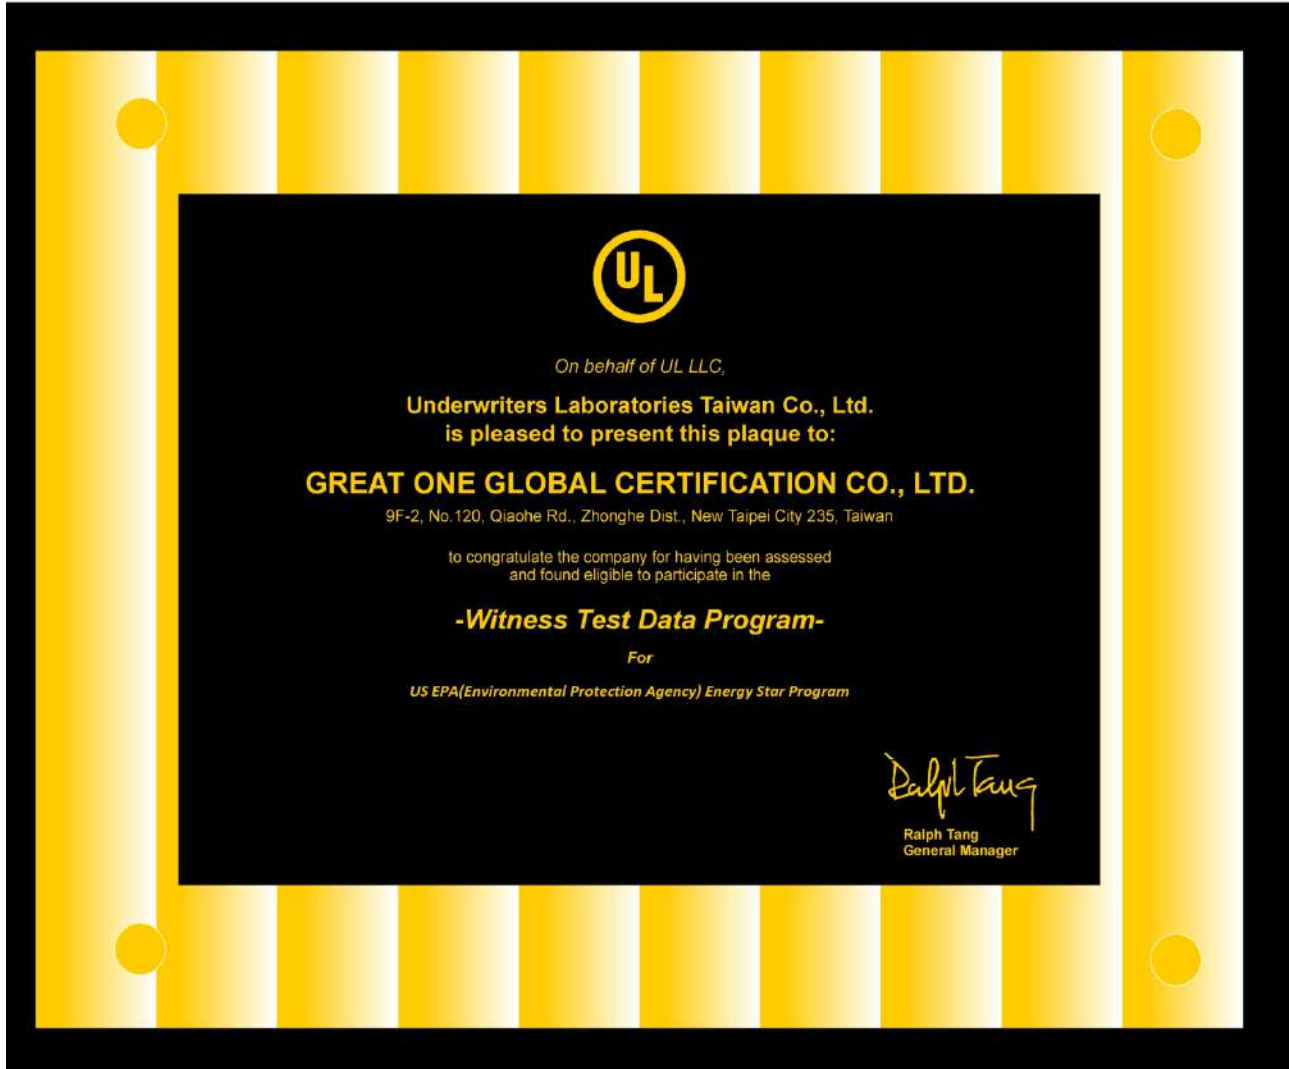 UL
On behalf of UL LLC,
Underwriters Laboratories Taiwan Co., Ltd.
is pleased to present this plaque to:
GREAT ONE GLOBAL CERTIFICATION CO., LTD.
9F-2, No.120, Qiaohe Rd., Zhonghe Dist., New Taipei City 235, Taiwan
to congratulate the company for having been assessed
and found eligible to participate in the
-Witness Test Data Program-
For
US EPA(Environmental Protection Agency) Energy Star Program
Ralph Tang
Ralph Tang
General Manager